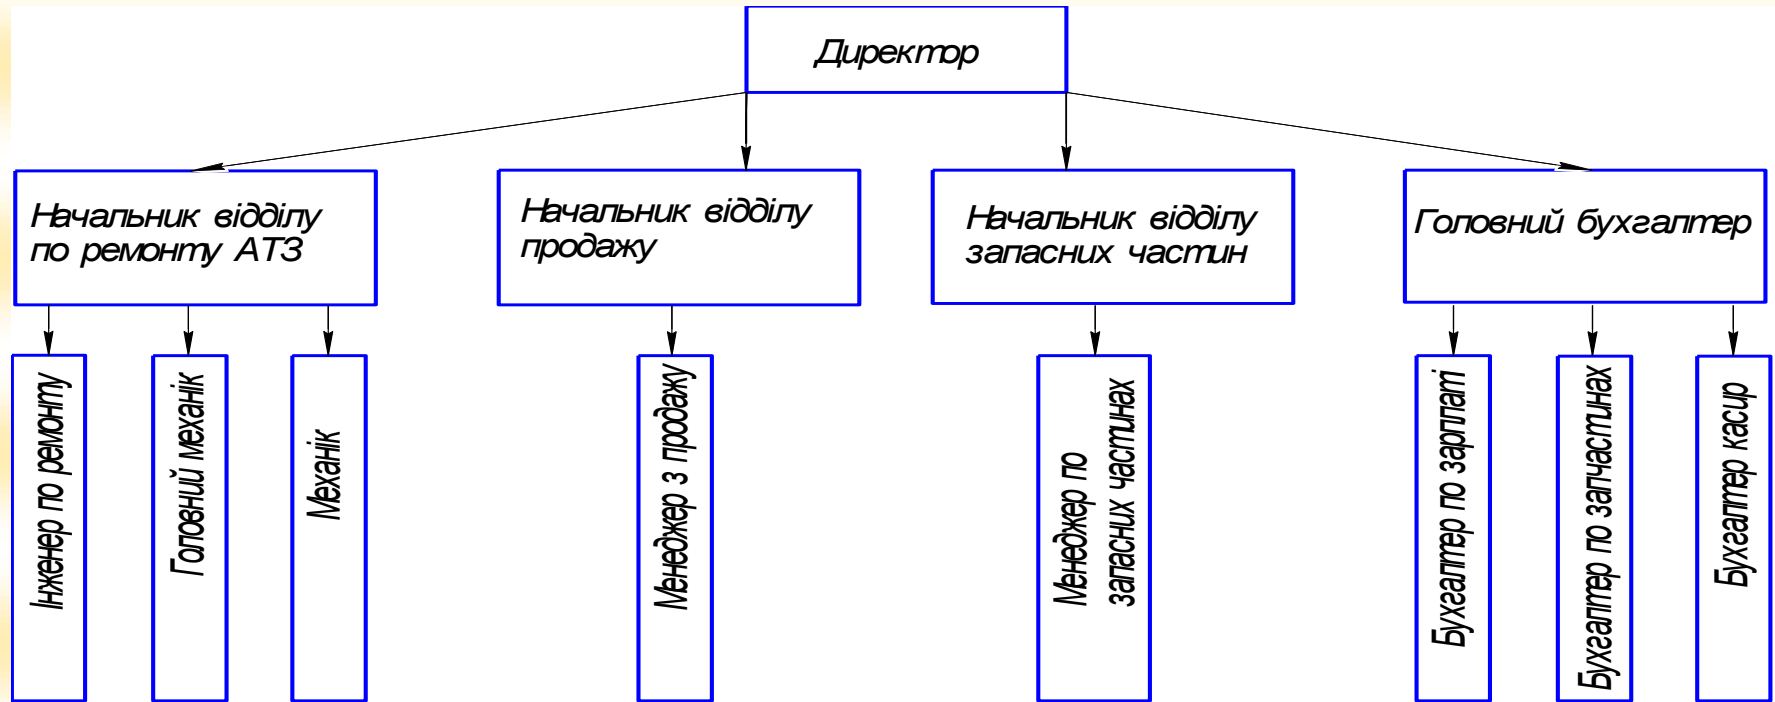 Директор
Начальник відділу
по ремонту АТЗ
Начальник відділу
продажу
Начальник відділу
запасних частин
Головний бухгалтер
Інженер по ремонту
Головний механік
Механік
Менеджер з продажу
Менеджер по
запасних частинах
Бухгалтер по зарплаті
Бухгалтер по запчастинах
Бухгалтер касир